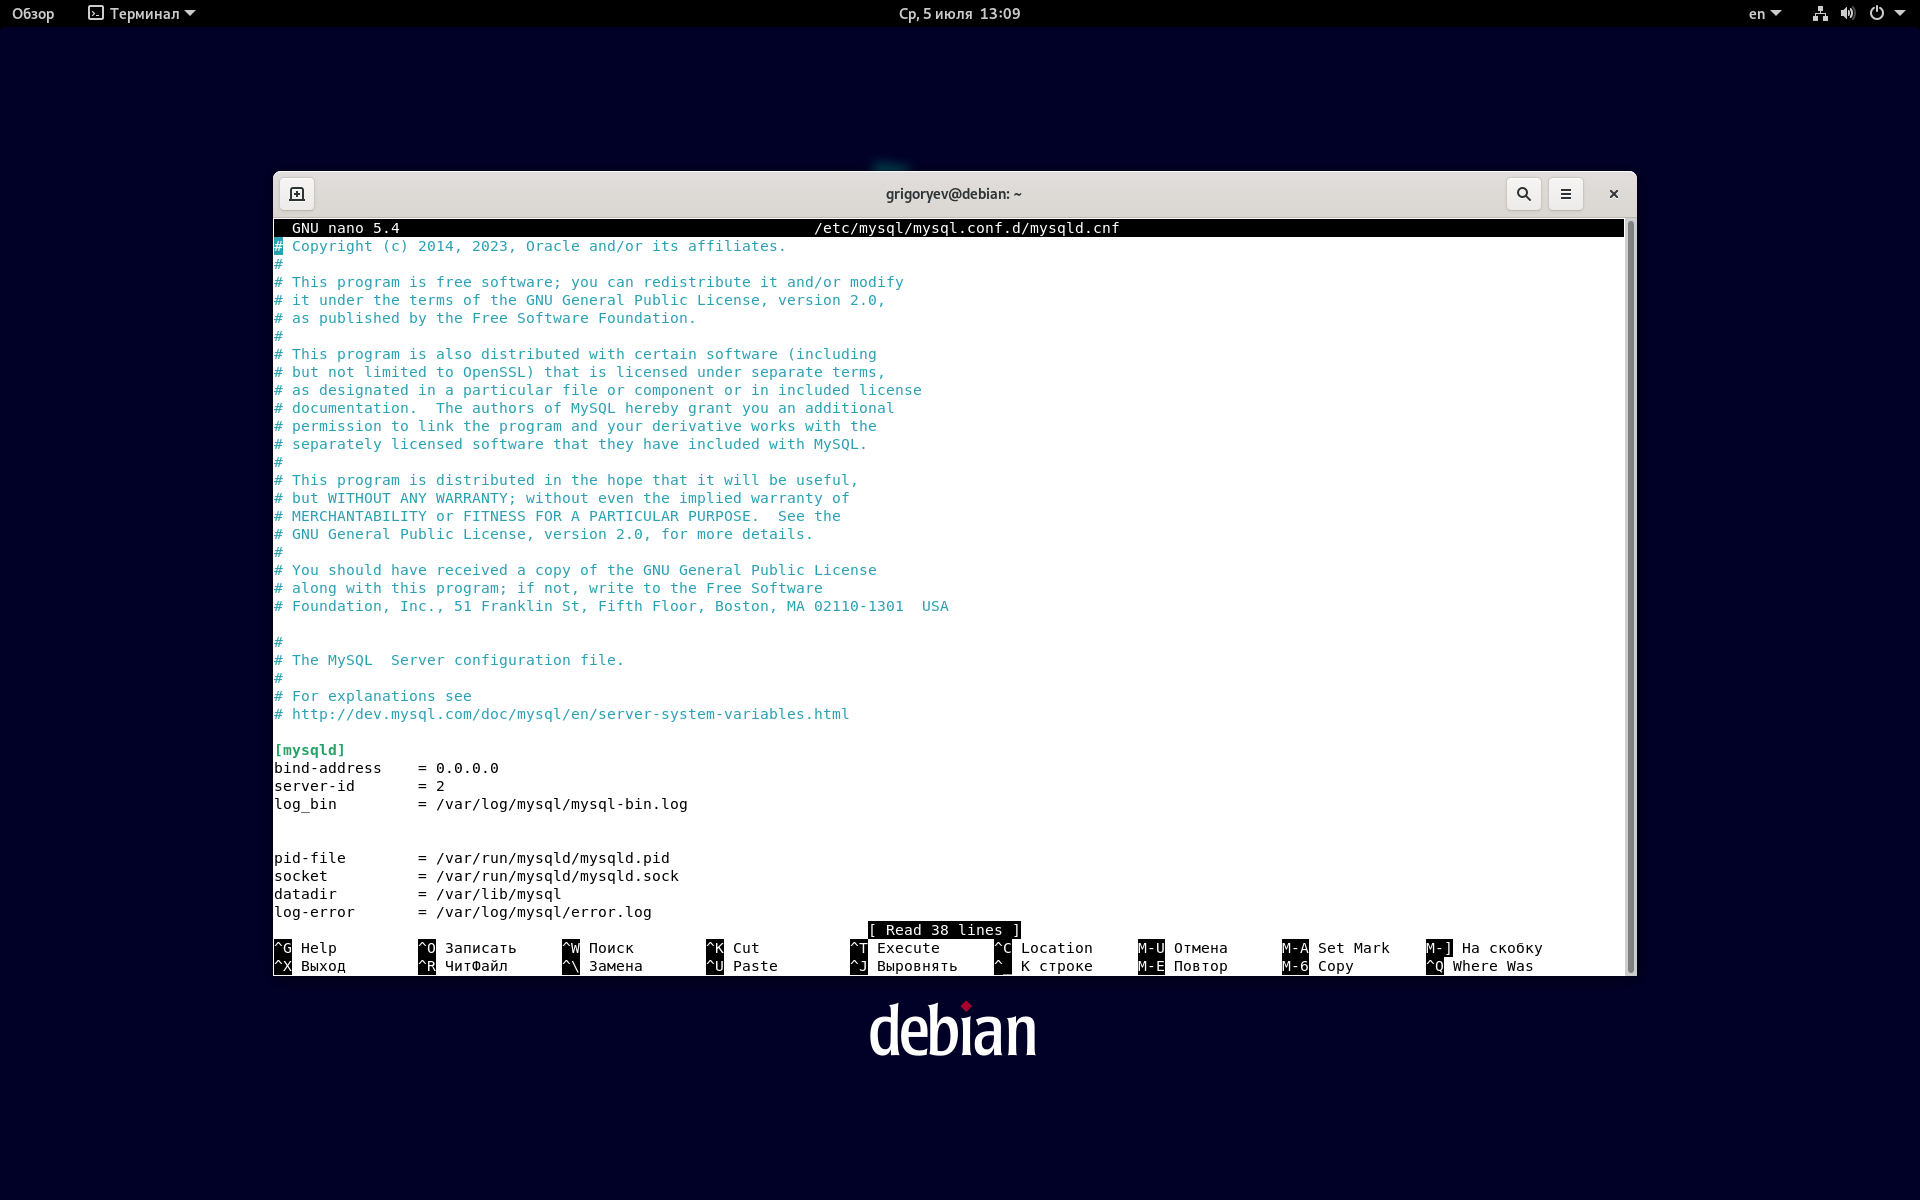 Обзор Терминал Ср, 5 июля 13:09 en
grigoryev@debian: ~
GNU nano 5.4 /etc/mysql/mysql.conf.d/mysqld.cnf
# Copyright (c) 2014, 2023, Oracle and/or its affiliates.
#
# This program is free software; you can redistribute it and/or modify
# it under the terms of the GNU General Public License, version 2.0,
# as published by the Free Software Foundation.
#
# This program is also distributed with certain software (including
# but not limited to OpenSSL) that is licensed under separate terms,
# as designated in a particular file or component or in included license
# documentation.  The authors of MySQL hereby grant you an additional
# permission to link the program and your derivative works with the
# separately licensed software that they have included with MySQL.
#
# This program is distributed in the hope that it will be useful,
# but WITHOUT ANY WARRANTY; without even the implied warranty of
# MERCHANTABILITY or FITNESS FOR A PARTICULAR PURPOSE.  See the
# GNU General Public License, version 2.0, for more details.
#
# You should have received a copy of the GNU General Public License
# along with this program; if not, write to the Free Software
# Foundation, Inc., 51 Franklin St, Fifth Floor, Boston, MA 02110-1301  USA
#
# The MySQL  Server configuration file.
#
# For explanations see
# http://dev.mysql.com/doc/mysql/en/server-system-variables.html
[mysqld]
bind-address    = 0.0.0.0
server-id       = 2
log_bin         = /var/log/mysql/mysql-bin.log
pid-file        = /var/run/mysqld/mysqld.pid
socket          = /var/run/mysqld/mysqld.sock
datadir         = /var/lib/mysql
log-error       = /var/log/mysql/error.log
[ Read 38 lines ]
^G Help ^O Записать ^W Поиск ^K Cut ^T Execute ^C Location M-U Отмена M-A Set Mark M-] На скобку
^X Выход ^R ЧитФайл ^\ Замена ^U Paste ^J Выровнять ^_ К строке M-E Повтор M-6 Copy ^Q Where Was
debian